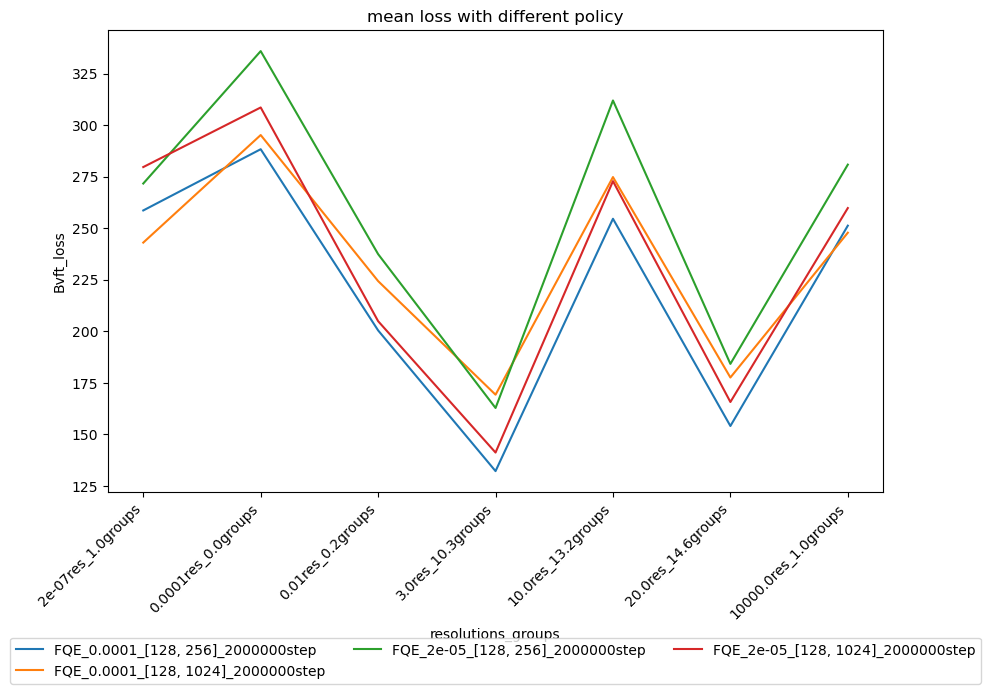 mean loss with different policy
Bvft_loss
325
300
275
250
225
200
175
150
125
2e-07res_1.0groups
0.0001res_0.0groups
0.01res_0.2groups
3.0res_10.3groups
10.0res_13.2groups
20.0res_14.6groups
10000.0res_1.0groups
resolutions_groups
FQE_0.0001_[128, 256]_2000000step
FQE_0.0001_[128, 1024]_2000000step
FQE_2e-05_[128, 256]_2000000step
FQE_2e-05_[128, 1024]_2000000step